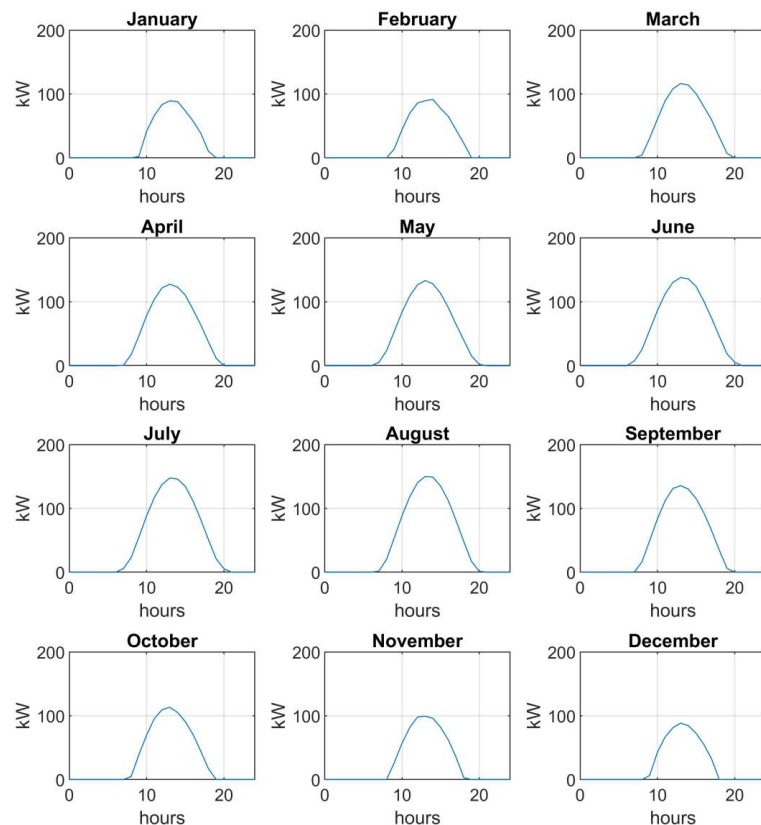 January
200
100
0
kW
0 10 20
hours
February
200
100
0
kW
0 10 20
hours
March
200
100
0
kW
0 10 20
hours
April
200
100
0
kW
0 10 20
hours
May
200
100
0
kW
0 10 20
hours
June
200
100
0
kW
0 10 20
hours
July
200
100
0
kW
0 10 20
hours
August
200
100
0
kW
0 10 20
hours
September
200
100
0
kW
0 10 20
hours
October
200
100
0
kW
0 10 20
hours
November
200
100
0
kW
0 10 20
hours
December
200
100
0
kW
0 10 20
hours